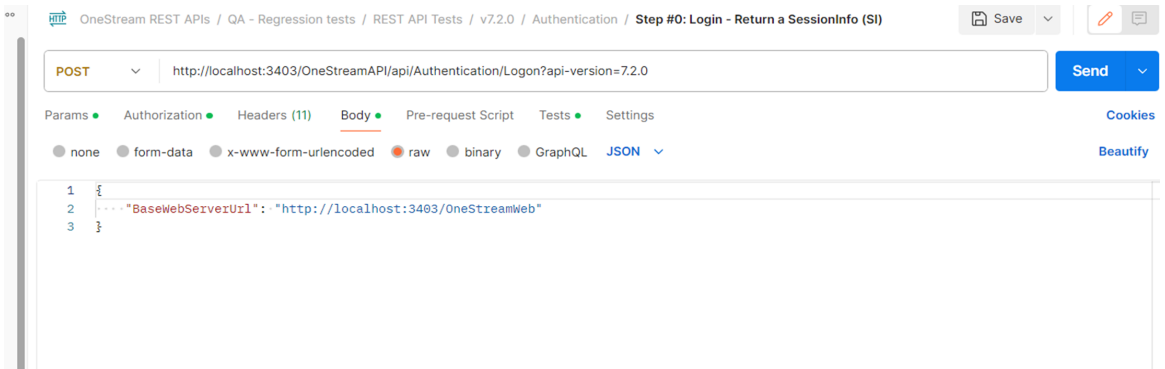 HTTP OneStream REST APIs / QA - Regression tests / REST API Tests / v7.2.0 / Authentication / Step #0: Login - Return a SessionInfo (SI) Save
POST http://localhost:3403/OneStreamAPI/api/Authentication/Logon?api-version=7.2.0 Send
Params Authorization Headers (11) Body Pre-request Script Tests Settings Cookies
none form-data x-www-form-urlencoded raw binary GraphQL JSON Beautify
1 {
2 "BaseWebServerUrl": "http://localhost:3403/OneStreamWeb"
3 }